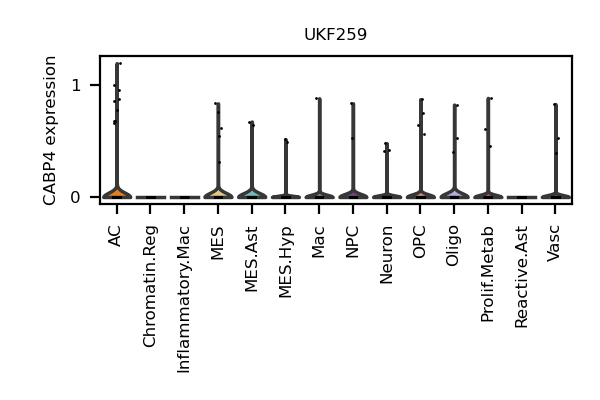 UKF259
CABP4 expression
1
0
AC
Chromatin.Reg
Inflammatory.Mac
MES
MES.Ast
MES.Hyp
Mac
NPC
Neuron
OPC
Oligo
Prolif.Metab
Reactive.Ast
Vasc